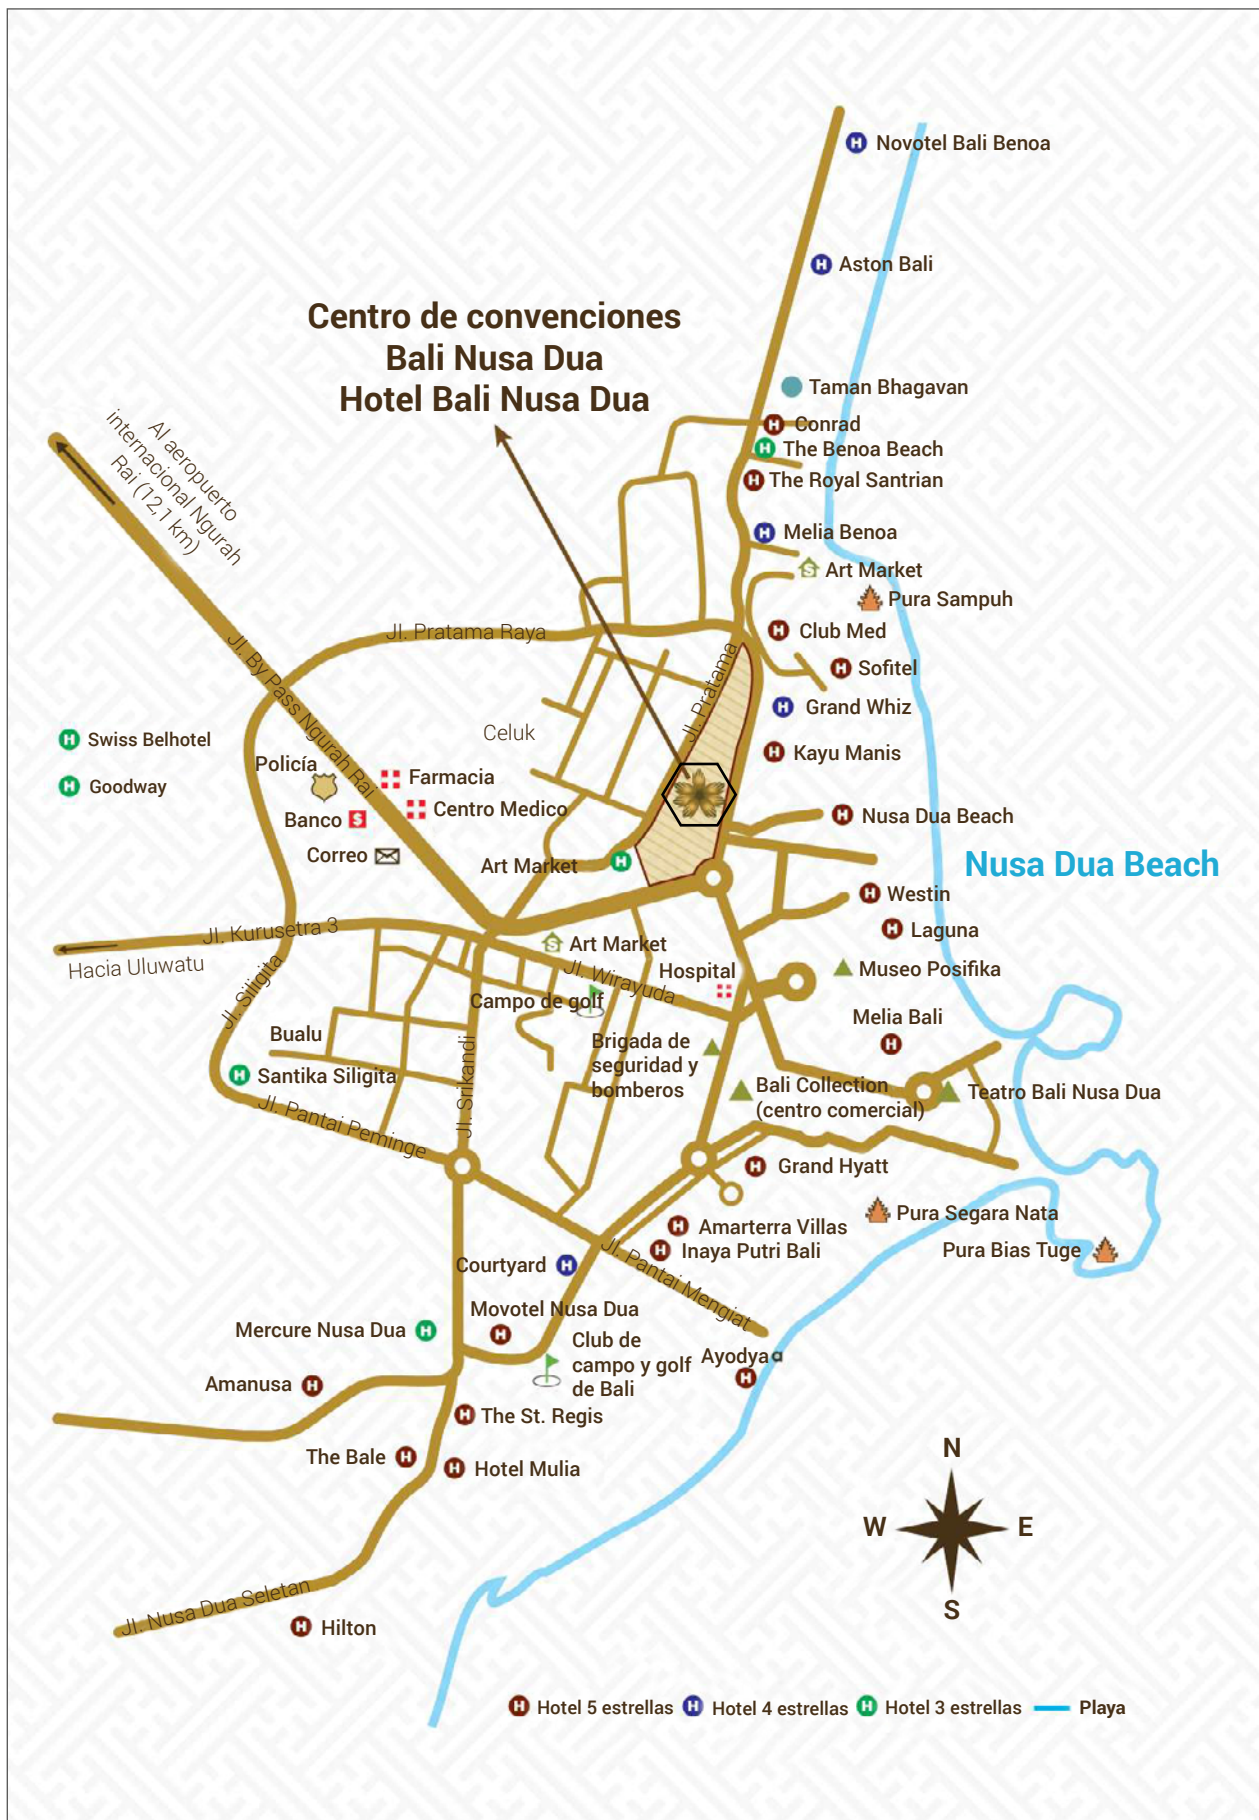 Novotel Bali Benoa
Aston Bali
Centro de convenciones
Bali Nusa Dua
Hotel Bali Nusa Dua
Taman Bhagavan
Conrad
The Benoa Beach
The Royal Santrian
Al aeropuerto
internacional Ngurah
Rai (12,1 km)
Melia Benoa
Art Market
Pura Sampuh
Jl. Pratama Raya
Club Med
Jl. By Pass Ngurah Rai
Jl. Pratama
Sofitel
Grand Whiz
Celuk
Swiss Belhotel
Kayu Manis
Policía
Farmacia
Goodway
Centro Medico
Banco
Nusa Dua Beach
Correo
Art Market
Nusa Dua Beach
Westin
Jl. Kurusetra 3
Laguna
Hacia Uluwatu
Art Market
Jl. Wirayuda
Hospital
Museo Posifika
Jl. Siligita
Campo de golf
Melia Bali
Bualu
Brigada de
seguridad y
bomberos
Jl. Srikandi
Santika Siligita
Bali Collection
(centro comercial)
Teatro Bali Nusa Dua
Jl. Pantai Peminge
Grand Hyatt
Pura Segara Nata
Amarterra Villas
Inaya Putri Bali
Pura Bias Tuge
Jl. Pantai Mengiat
Courtyard
Movotel Nusa Dua
Mercure Nusa Dua
Club de
campo y golf
de Bali
Ayodya
a
Amanusa
The St. Regis
The Bale
Hotel Mulia
N
W
E
S
Jl. Nusa Dua Seletan
Hilton
Hotel 5 estrellas
Hotel 4 estrellas
Hotel 3 estrellas
Playa